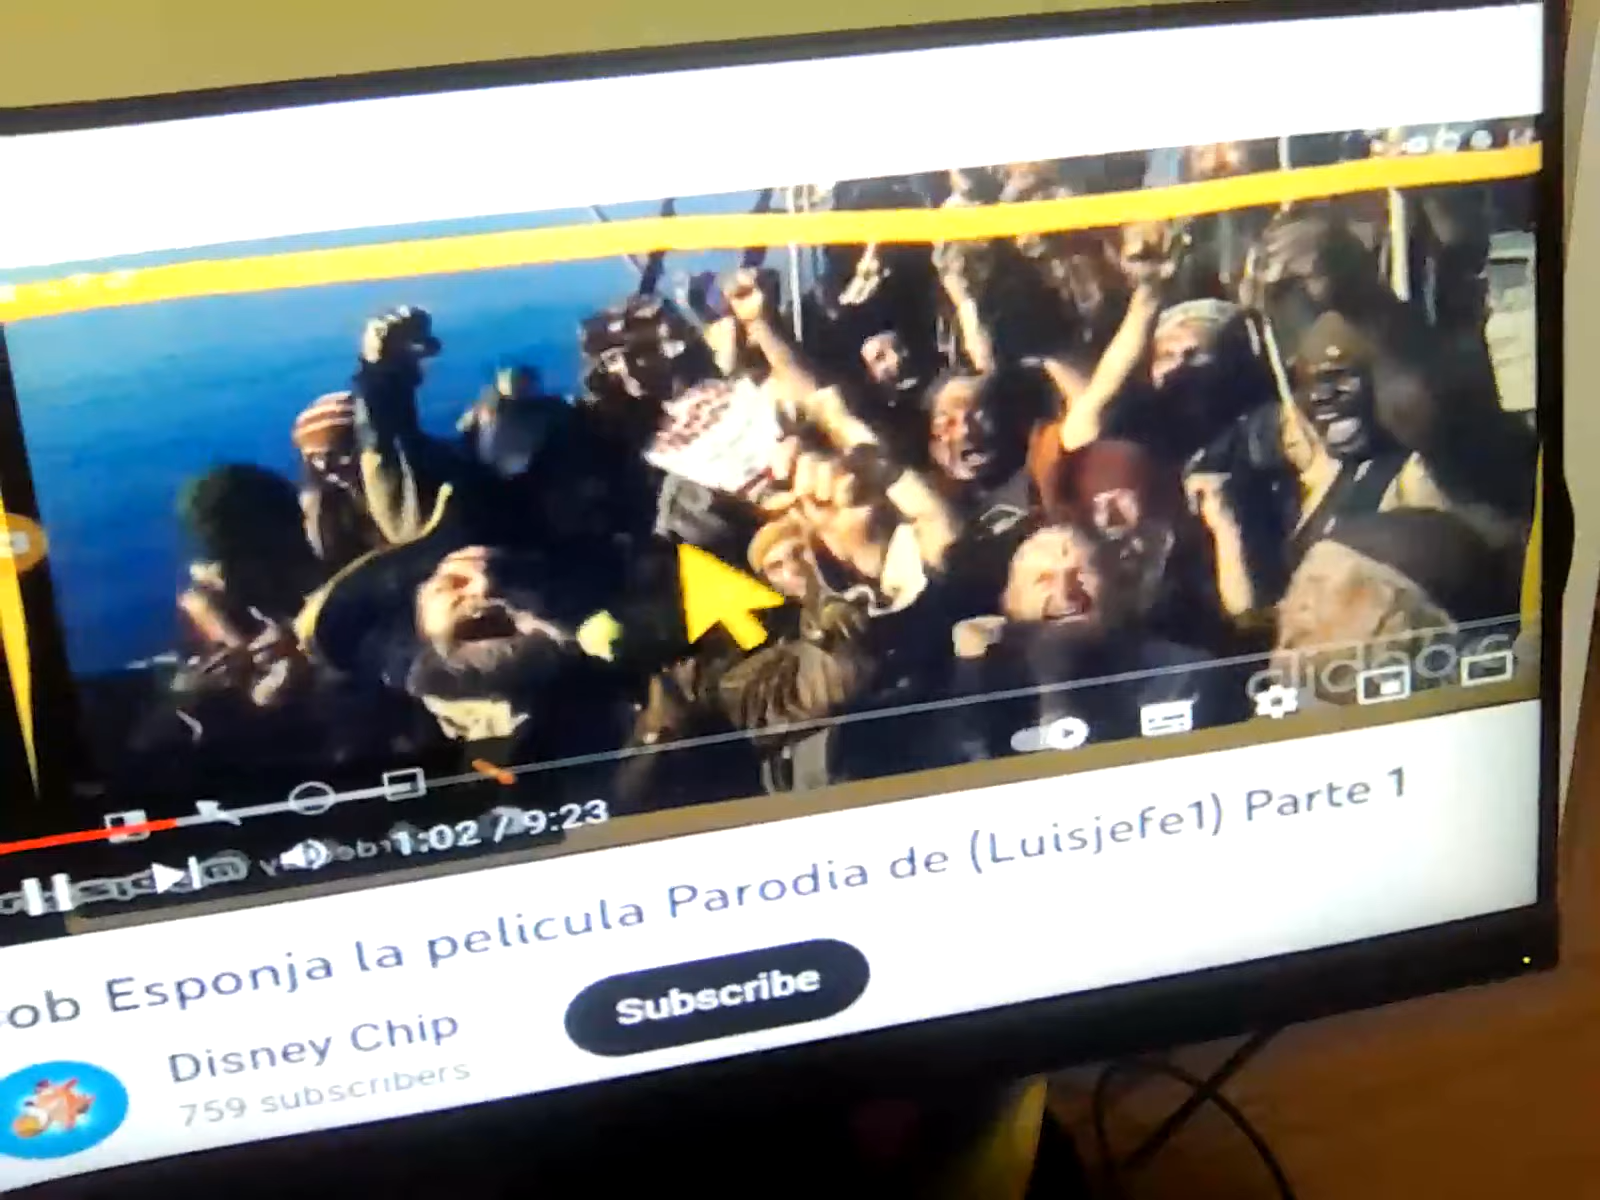 1:02 / 9:23
ob Esponja la pelicula Parodia de (Luisjefe1) Parte 1
Disney Chip
Subscribe
759 subscribers